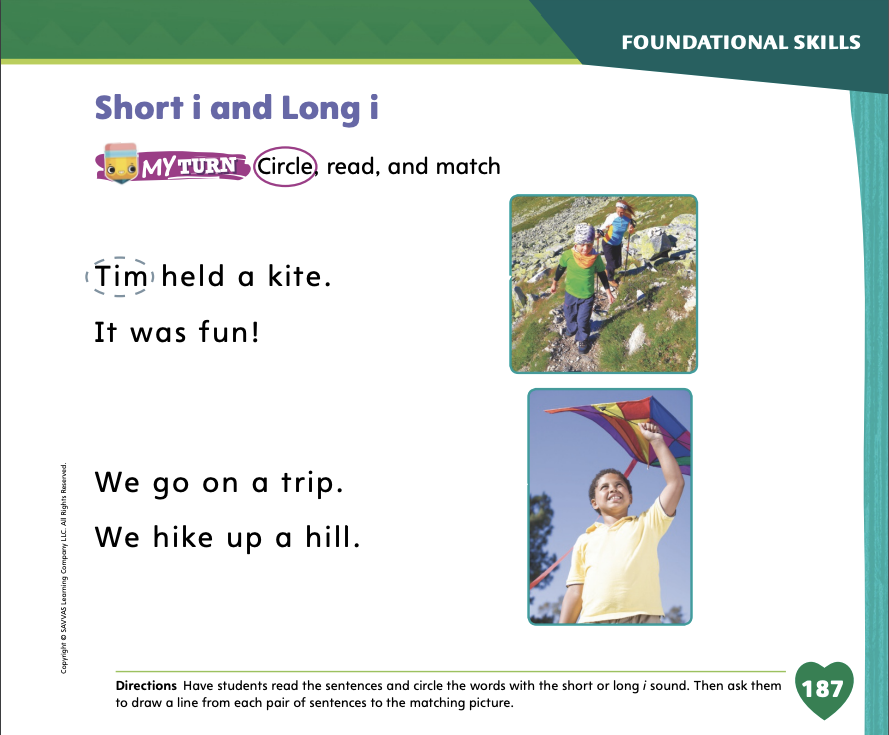 FOUNDATIONAL SKILLS
Short i and Long i
MY TURN Circle, read, and match
Tim held a kite.
It was fun!
We go on a trip.
We hike up a hill.
Copyright © SAVVAS Learning Company LLC. All Rights Reserved.
Directions Have students read the sentences and circle the words with the short or long i sound. Then ask them
to draw a line from each pair of sentences to the matching picture.
187